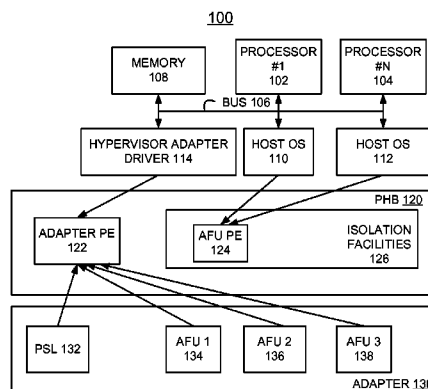 100
MEMORY
108
PROCESSOR
#1
102
PROCESSOR
#N
104
BUS 106
HYPERVISOR ADAPTER
DRIVER 114
HOST OS
110
HOST OS
112
PHB 120
ADAPTER PE
122
AFU PE
124
ISOLATION
FACILITIES
126
PSL 132
AFU 1
134
AFU 2
136
AFU 3
138
ADAPTER 130